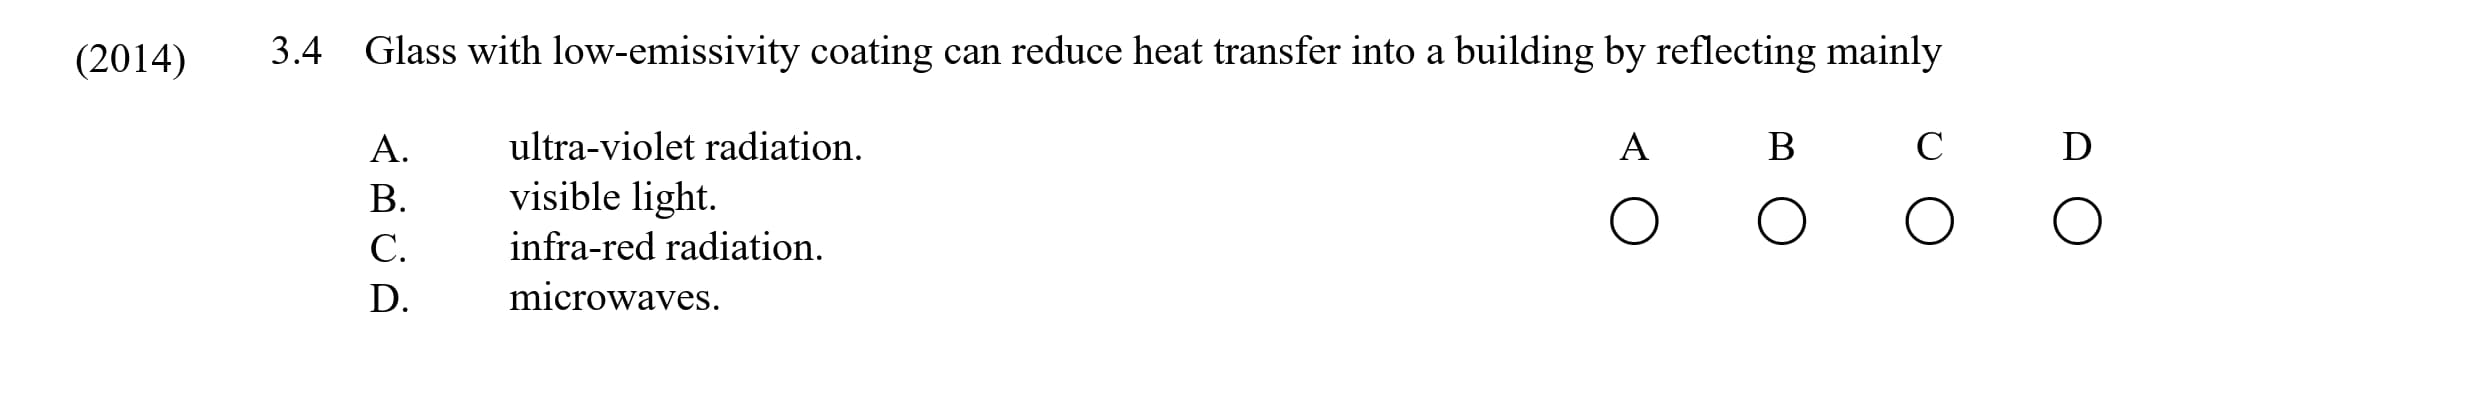 (2014) 3.4 Glass with low-emissivity coating can reduce heat transfer into a building by reflecting mainly
A. ultra-violet radiation. A B C D
B. visible light.
C. infra-red radiation.
D. microwaves.